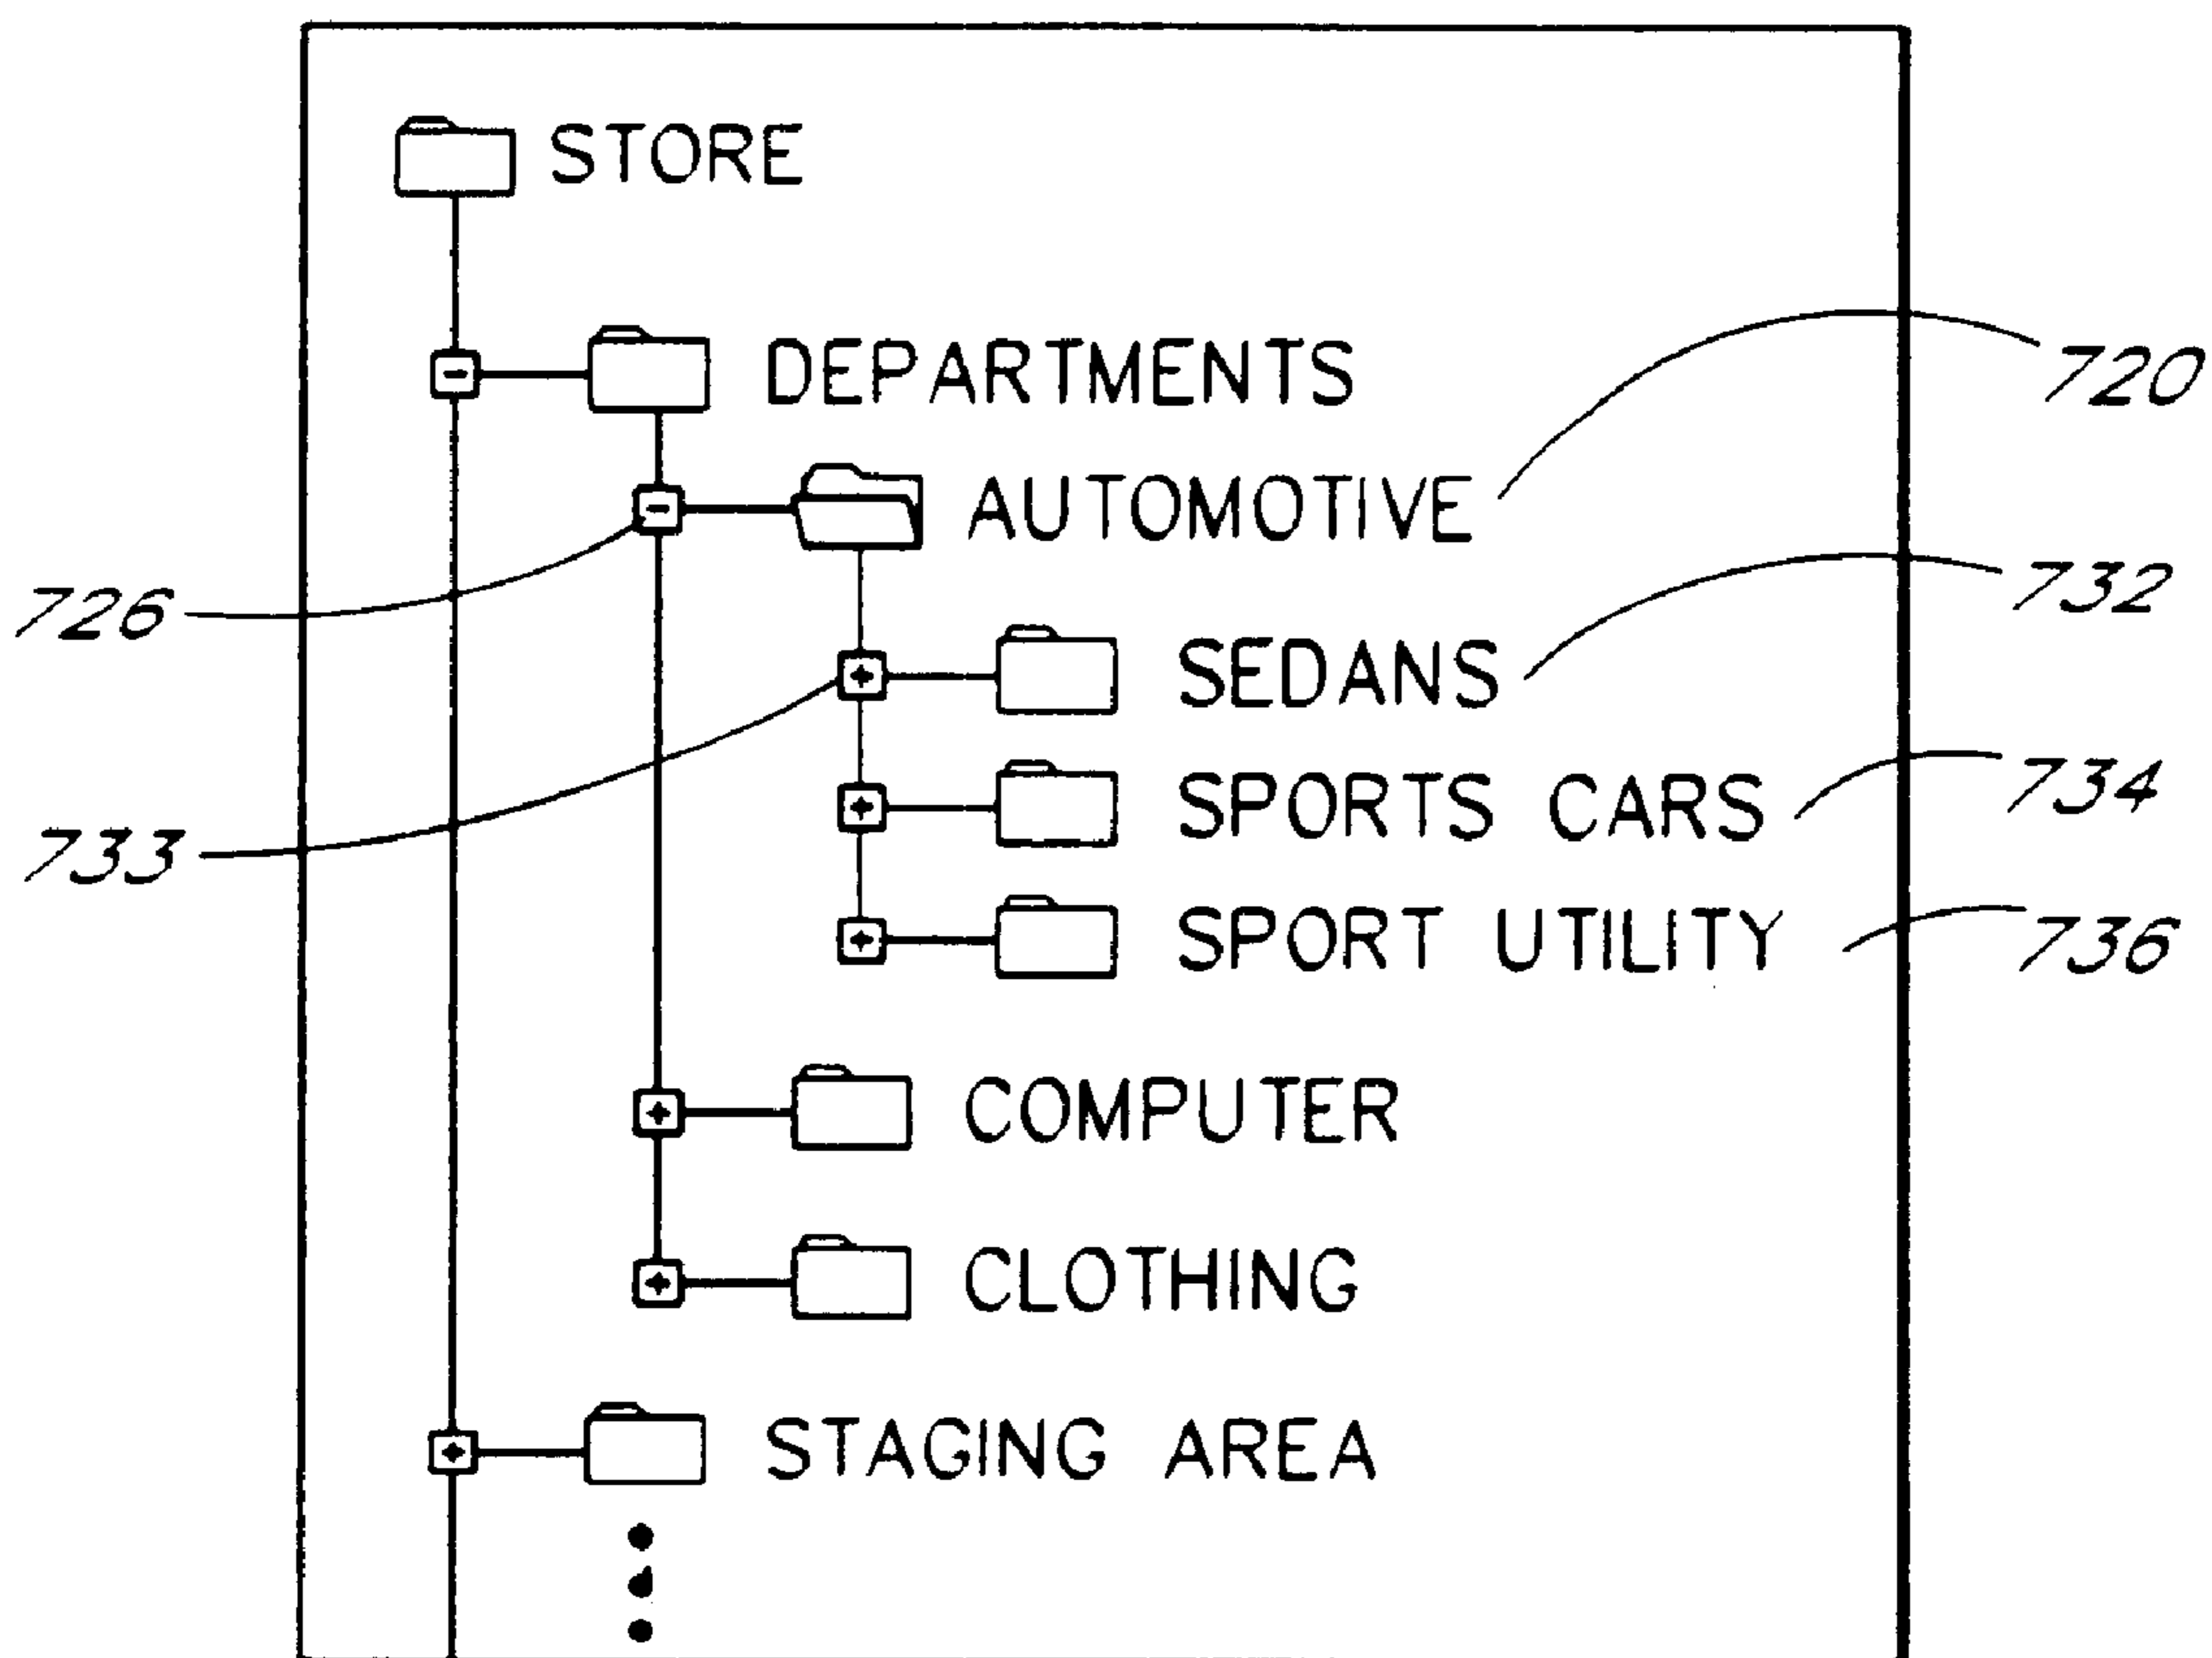 STORE
DEPARTMENTS
720
AUTOMOTIVE
726
732
SEDANS
733
734
SPORTS CARS
736
SPORT UTILITY
COMPUTER
CLOTHING
STAGING AREA